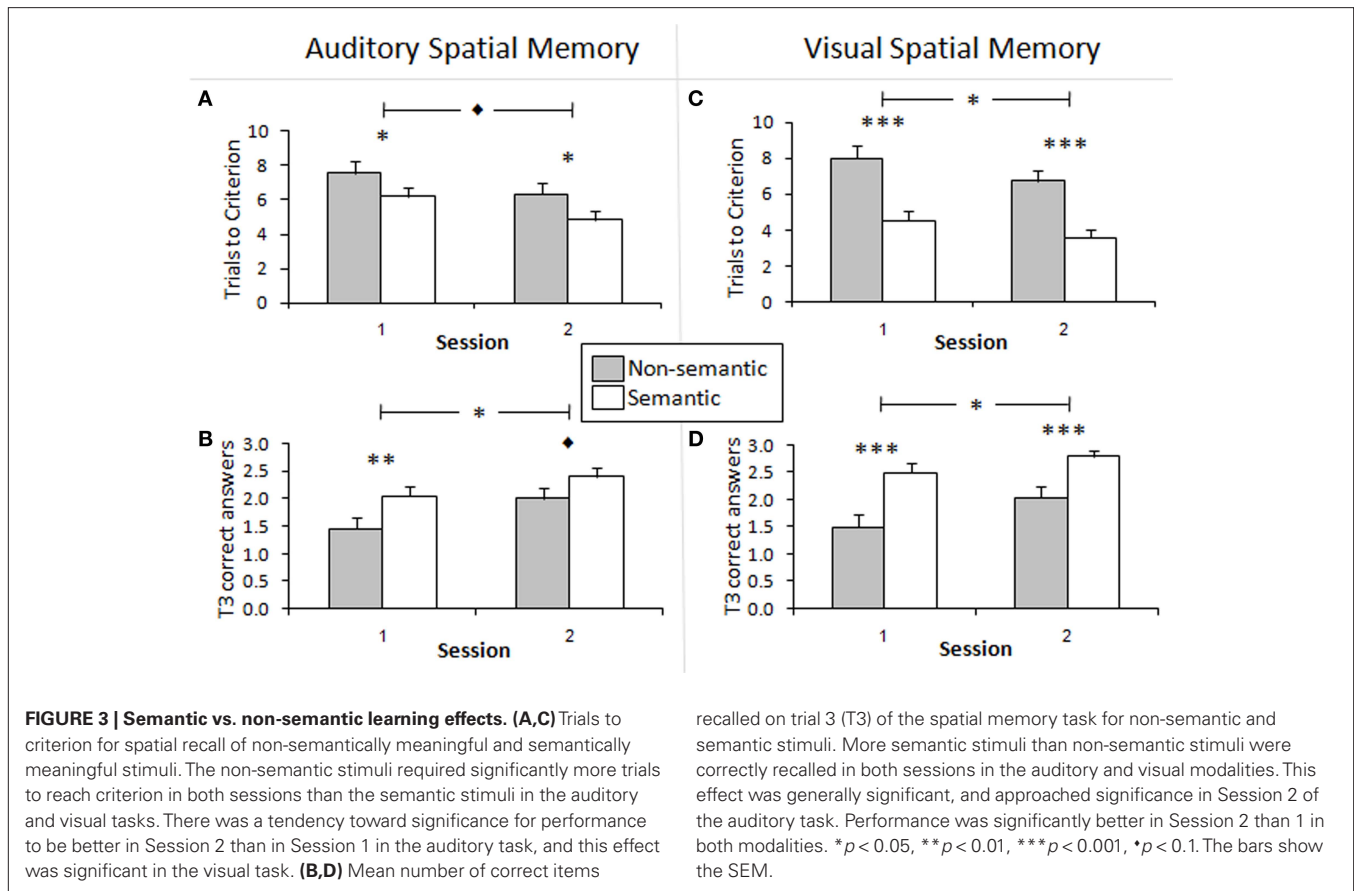 Auditory Spatial Memory
Visual Spatial Memory
A
♦
*
*
Trials to Criterion
10
8
6
4
2
0
1
2
Session
C
*
***
***
Trials to Criterion
10
8
6
4
2
0
1
2
Session
Non-semantic
Semantic
B
*
**
♦
T3 correct answers
3.0
2.5
2.0
1.5
1.0
0.5
0.0
1
2
Session
D
*
***
***
T3 correct answers
3.0
2.5
2.0
1.5
1.0
0.5
0.0
1
2
Session
FIGURE 3 | Semantic vs. non-semantic learning effects. (A,C) Trials to
criterion for spatial recall of non-semantically meaningful and semantically
meaningful stimuli. The non-semantic stimuli required significantly more trials
to reach criterion in both sessions than the semantic stimuli in the auditory
and visual tasks. There was a tendency toward significance for performance
to be better in Session 2 than in Session 1 in the auditory task, and this effect
was significant in the visual task. (B,D) Mean number of correct items
recalled on trial 3 (T3) of the spatial memory task for non-semantic and
semantic stimuli. More semantic stimuli than non-semantic stimuli were
correctly recalled in both sessions in the auditory and visual modalities. This
effect was generally significant, and approached significance in Session 2 of
the auditory task. Performance was significantly better in Session 2 than 1 in
both modalities. *p < 0.05, **p < 0.01, ***p < 0.001, ♦p < 0.1. The bars show
the SEM.